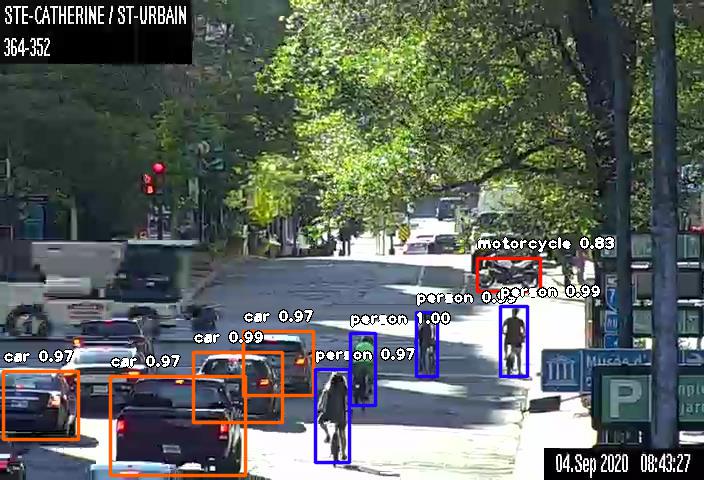 STE-CATHERINE / ST-URBAIN
364-352
motorcycle 0.83
person 0.99
person 1.00
car 0.97
car 0.99
person 0.97
car 0.97
car 0.97
Musée d
P
04.Sep 2020 08:43:27